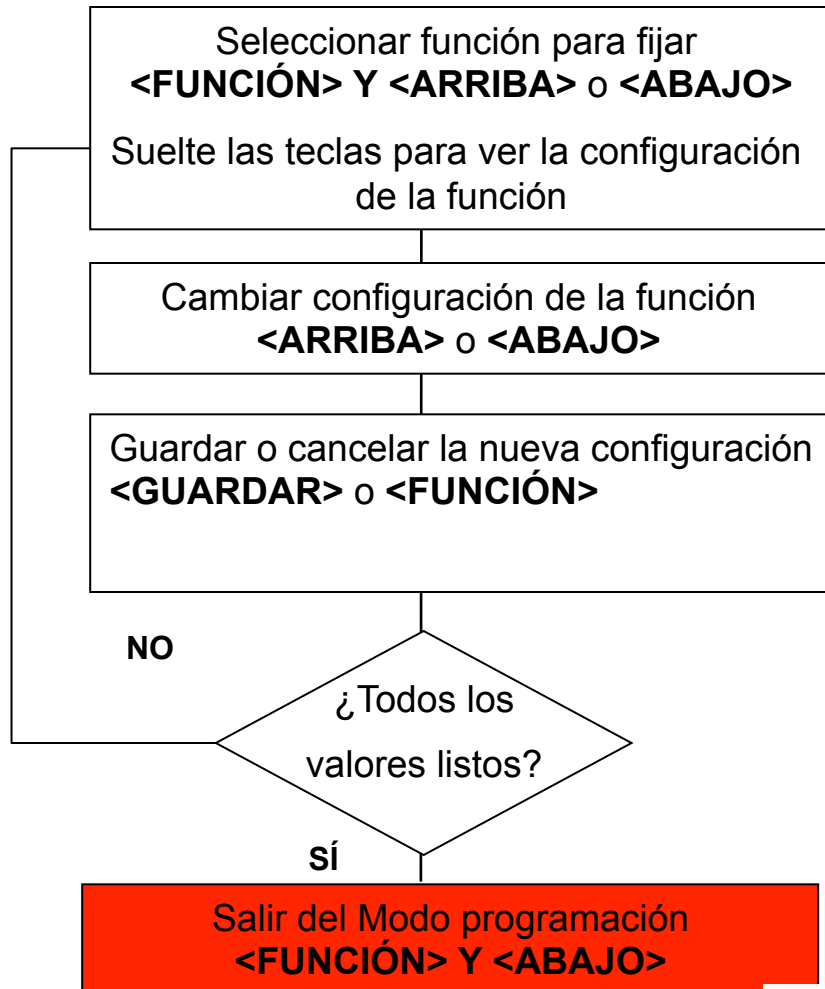 Seleccionar función para fijar
<FUNCIÓN> Y <ARRIBA> o <ABAJO>
Suelte las teclas para ver la configuración
de la función
Cambiar configuración de la función
<ARRIBA> o <ABAJO>
Guardar o cancelar la nueva configuración
<GUARDAR> o <FUNCIÓN>
NO
¿Todos los
valores listos?
SÍ
Salir del Modo programación
<FUNCIÓN> Y <ABAJO>